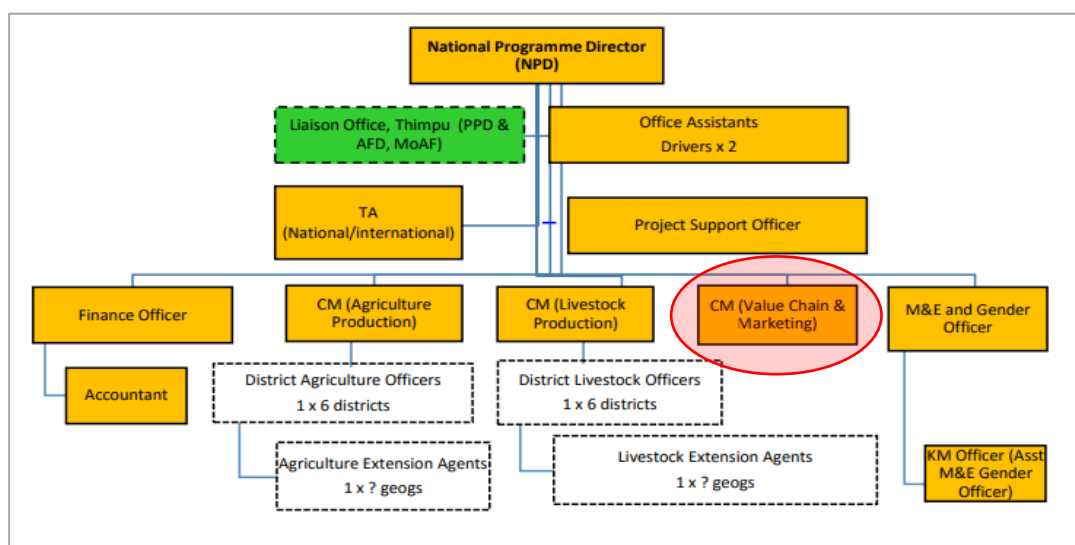 National Programme Director
(NPD)
Liaison Office, Thimpu (PPD &
AFD, MoAF)
Office Assistants
Drivers x 2
TA
(National/international)
Project Support Officer
Finance Officer
CM (Agriculture
Production)
CM (Livestock
Production)
CM (Value Chain &
Marketing)
M&E and Gender
Officer
Accountant
District Agriculture Officers
1 x 6 districts
District Livestock Officers
1 x 6 districts
Agriculture Extension Agents
1 x ? geogs
Livestock Extension Agents
1 x ? geogs
KM Officer (Asst
M&E Gender
Officer)